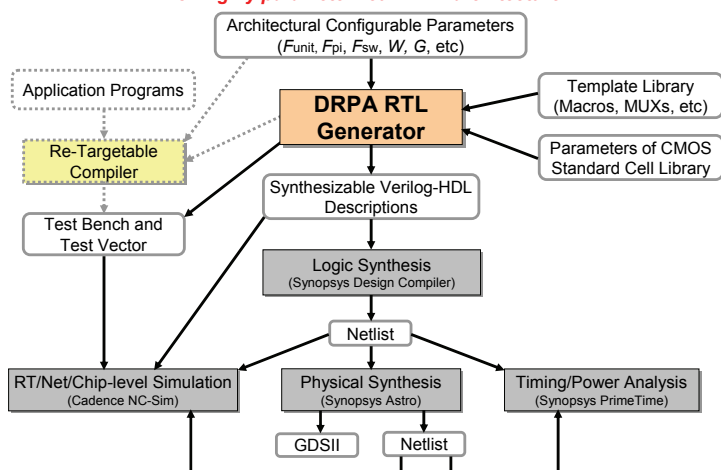 Architectural Configurable Parameters
(Funit, Fpi, Fsw, W, G, etc)
Application Programs
DRPA RTL
Generator
Template Library
(Macros, MUXs, etc)
Re-Targetable
Compiler
Parameters of CMOS
Standard Cell Library
Synthesizable Verilog-HDL
Descriptions
Test Bench and
Test Vector
Logic Synthesis
(Synopsys Design Compiler)
Netlist
RT/Net/Chip-level Simulation
(Cadence NC-Sim)
Physical Synthesis
(Synopsys Astro)
Timing/Power Analysis
(Synopsys PrimeTime)
GDSII
Netlist